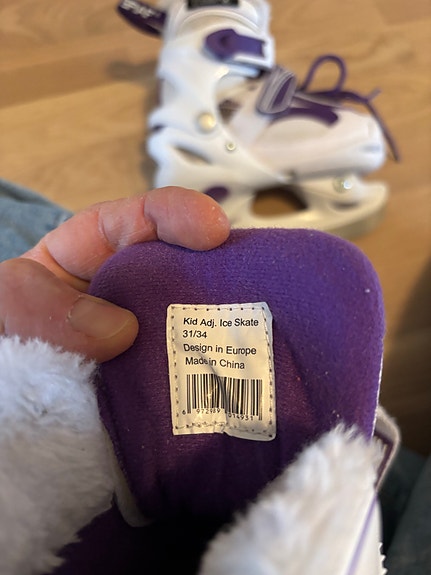 Kid Adj. Ice Skate
31/34
Design in Europe
Made in China